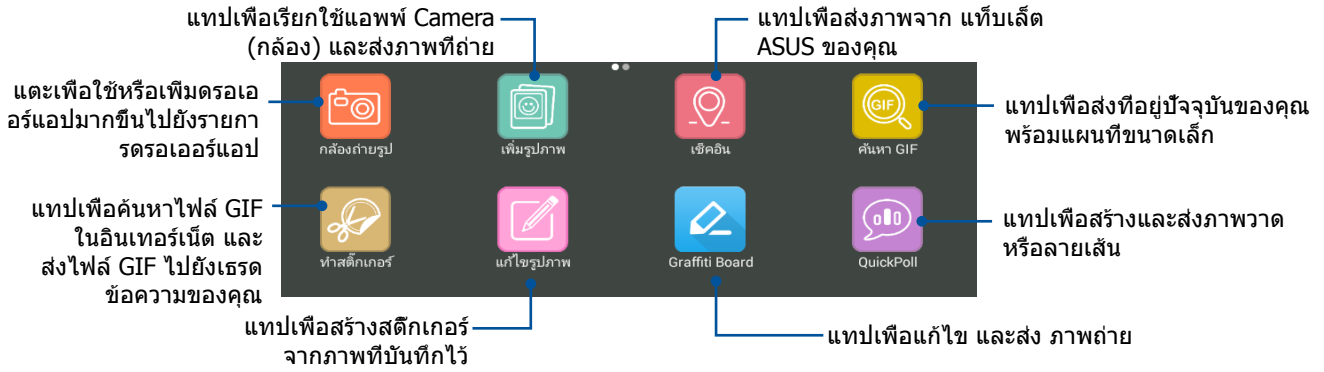 แทปเพื่อเรียกใช้แอพพ์ Camera
(กล้อง) และส่งภาพที่ถ่าย
แทปเพื่อส่งภาพจาก แท็บเล็ต
ASUS ของคุณ
แตะเพื่อใช้หรือเพิ่มดรอเอ
อร์แอปมากขึ้นไปยังรายกา
รดรอเออร์แอป
แทปเพื่อส่งที่อยู่ปัจจุบันของคุณ
พร้อมแผนที่ขนาดเล็ก
GIF
กล้องถ่ายรูป
เพิ่มรูปภาพ
เช็คอิน
ค้นหา GIF
แทปเพื่อค้นหาไฟล์ GIF
ในอินเทอร์เน็ต และ
ส่งไฟล์ GIF ไปยังเธรด
ข้อความของคุณ
แทปเพื่อสร้างและส่งภาพวาด
หรือลายเส้น
ทำสติ๊กเกอร์
แก้ไขรูปภาพ
Graffiti Board
QuickPoll
แทปเพื่อสร้างสติ๊กเกอร์
จากภาพที่บันทึกไว้
แทปเพื่อแก้ไข และส่ง ภาพถ่าย